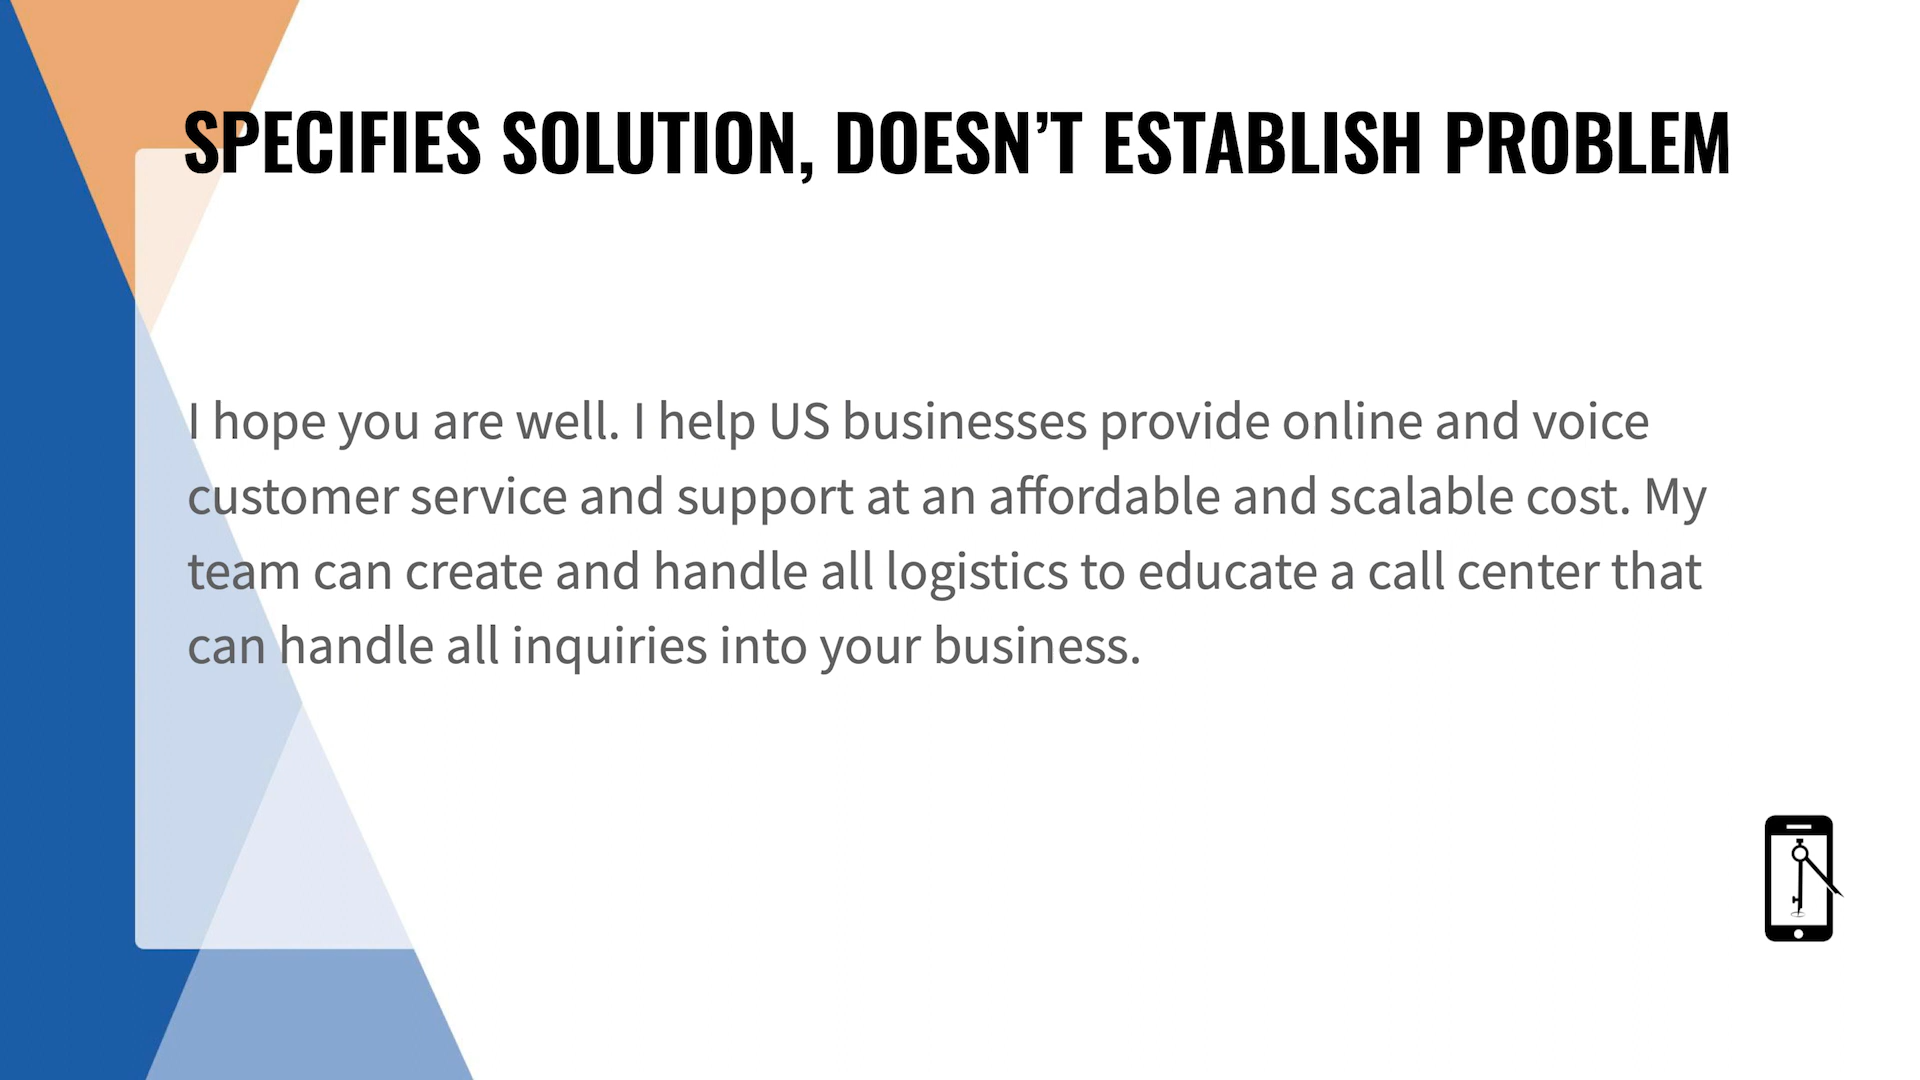 SPECIFIES SOLUTION, DOESN’T ESTABLISH PROBLEM
I hope you are well. I help US businesses provide online and voice
customer service and support at an affordable and scalable cost. My
team can create and handle all logistics to educate a call center that
can handle all inquiries into your business.